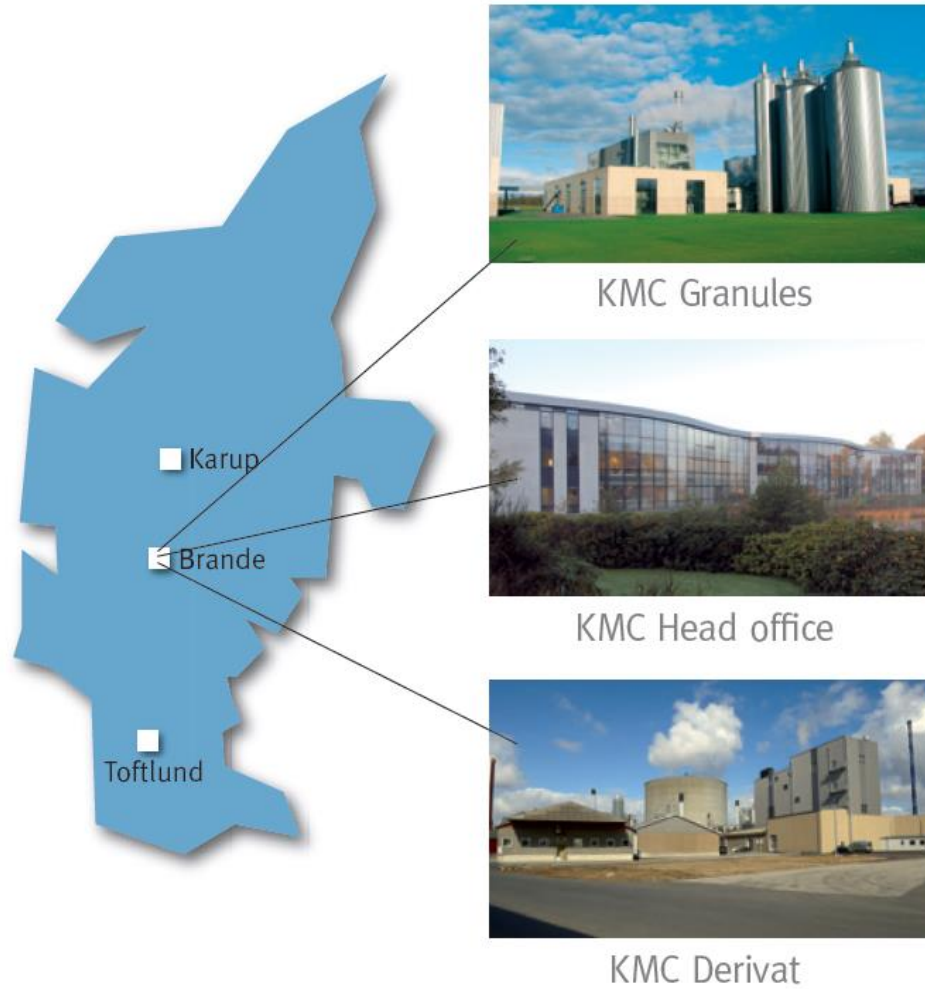 KMC Granules
Karup
Brande
KMC Head office
Toftlund
KMC Derivat